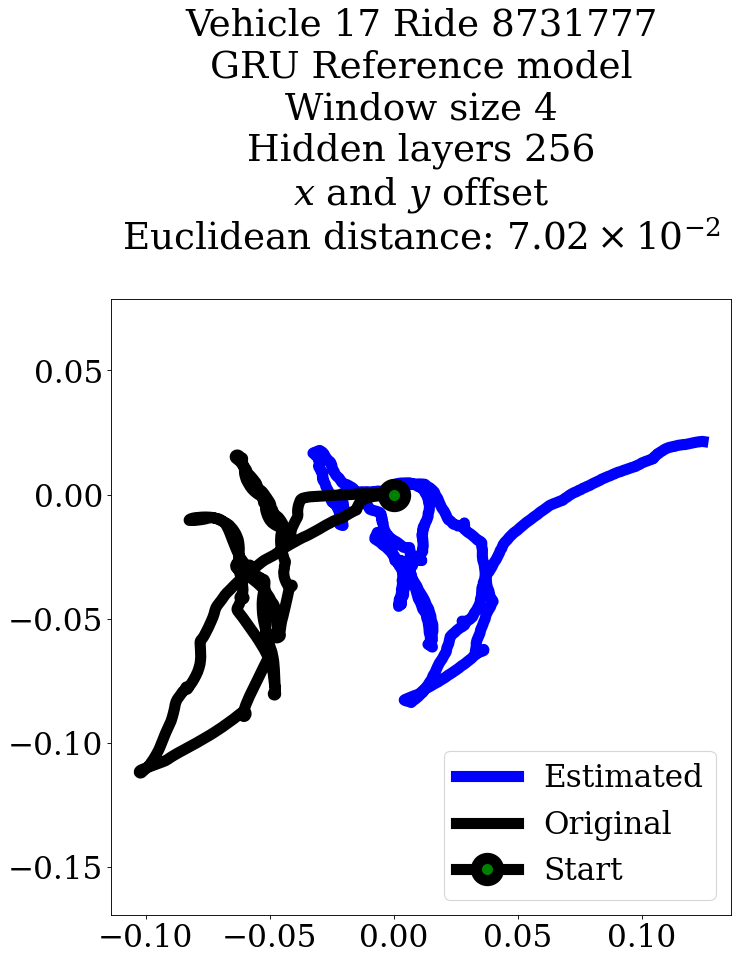 Vehicle 17 Ride 8731777
GRU Reference model
Window size 4
Hidden layers 256
x and y offset
Euclidean distance: 7.02 × 10⁻²
0.05
0.00
−0.05
−0.10
−0.15
Estimated
Original
Start
−0.10 −0.05 0.00 0.05 0.10